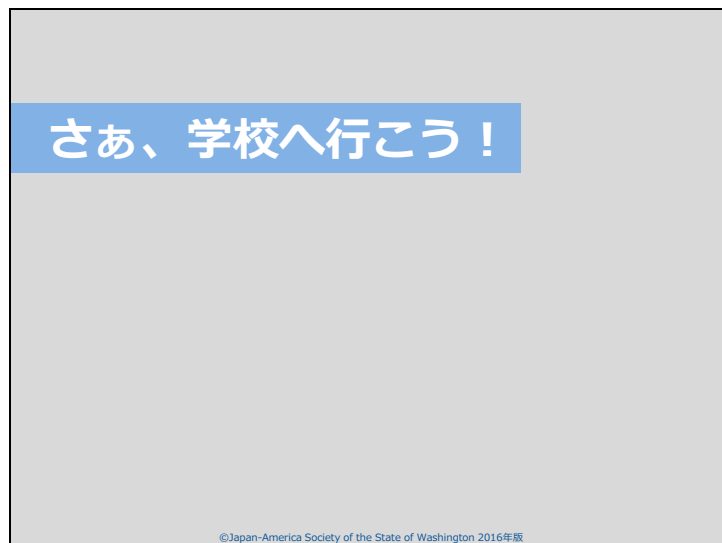 さぁ、学校へ行こう！
©Japan-America Society of the State of Washington 2016年版